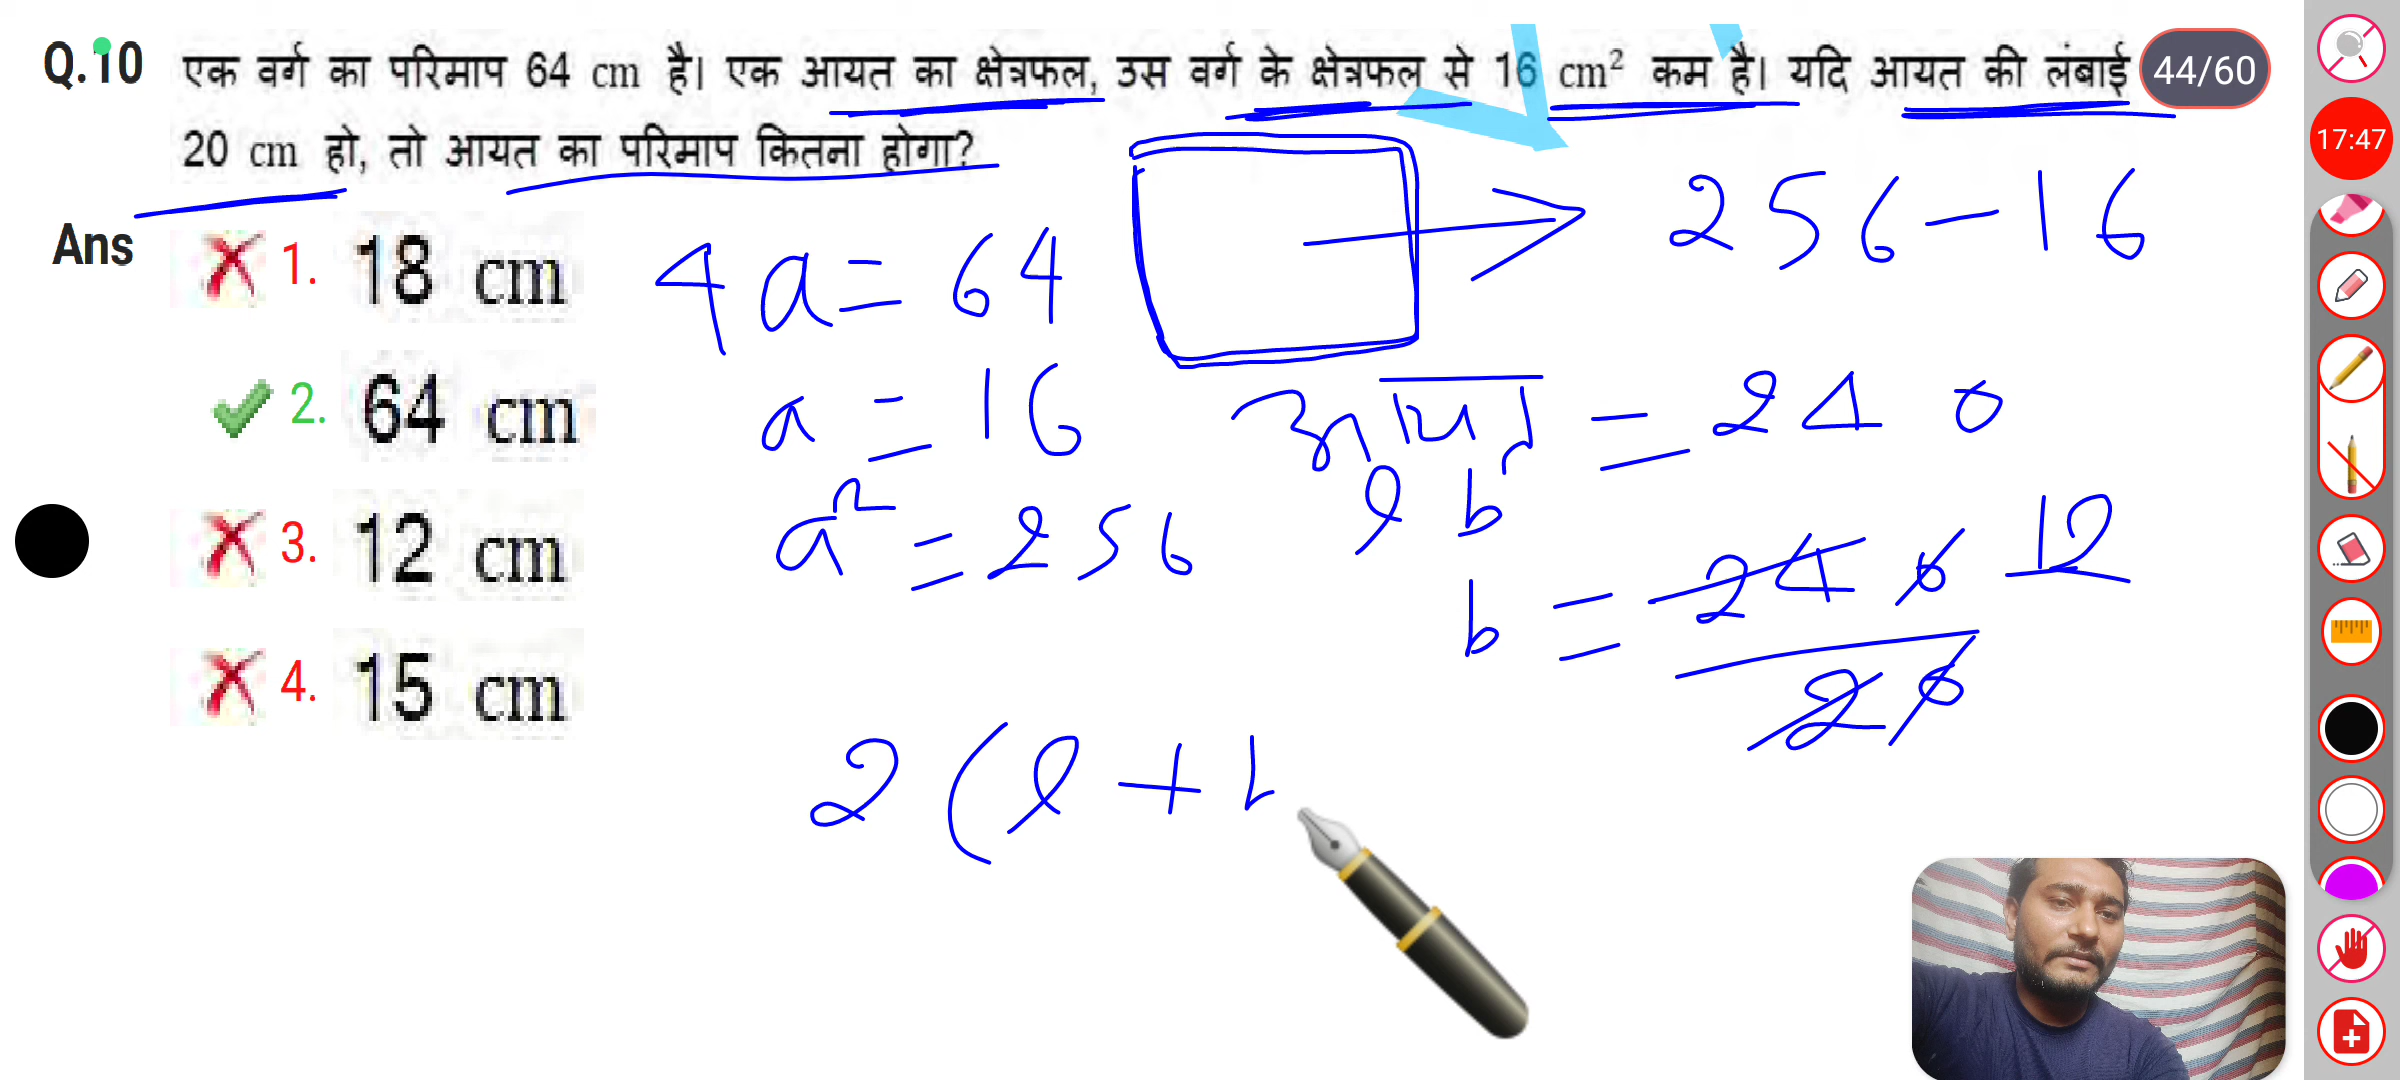 Q.10 एक वर्ग का परिमाप 64 cm है। एक आयत का क्षेत्रफल, उस वर्ग के क्षेत्रफल से 16 cm² कम है। यदि आयत की लंबाई 44/60
20 cm हो, तो आयत का परिमाप कितना होगा?
17:47
Ans
1. 18 cm
2. 64 cm
3. 12 cm
4. 15 cm
4a = 64
256 - 16
a = 16
आयत = 240
a² = 256
l b
b = 240 12
20
2 (l + b